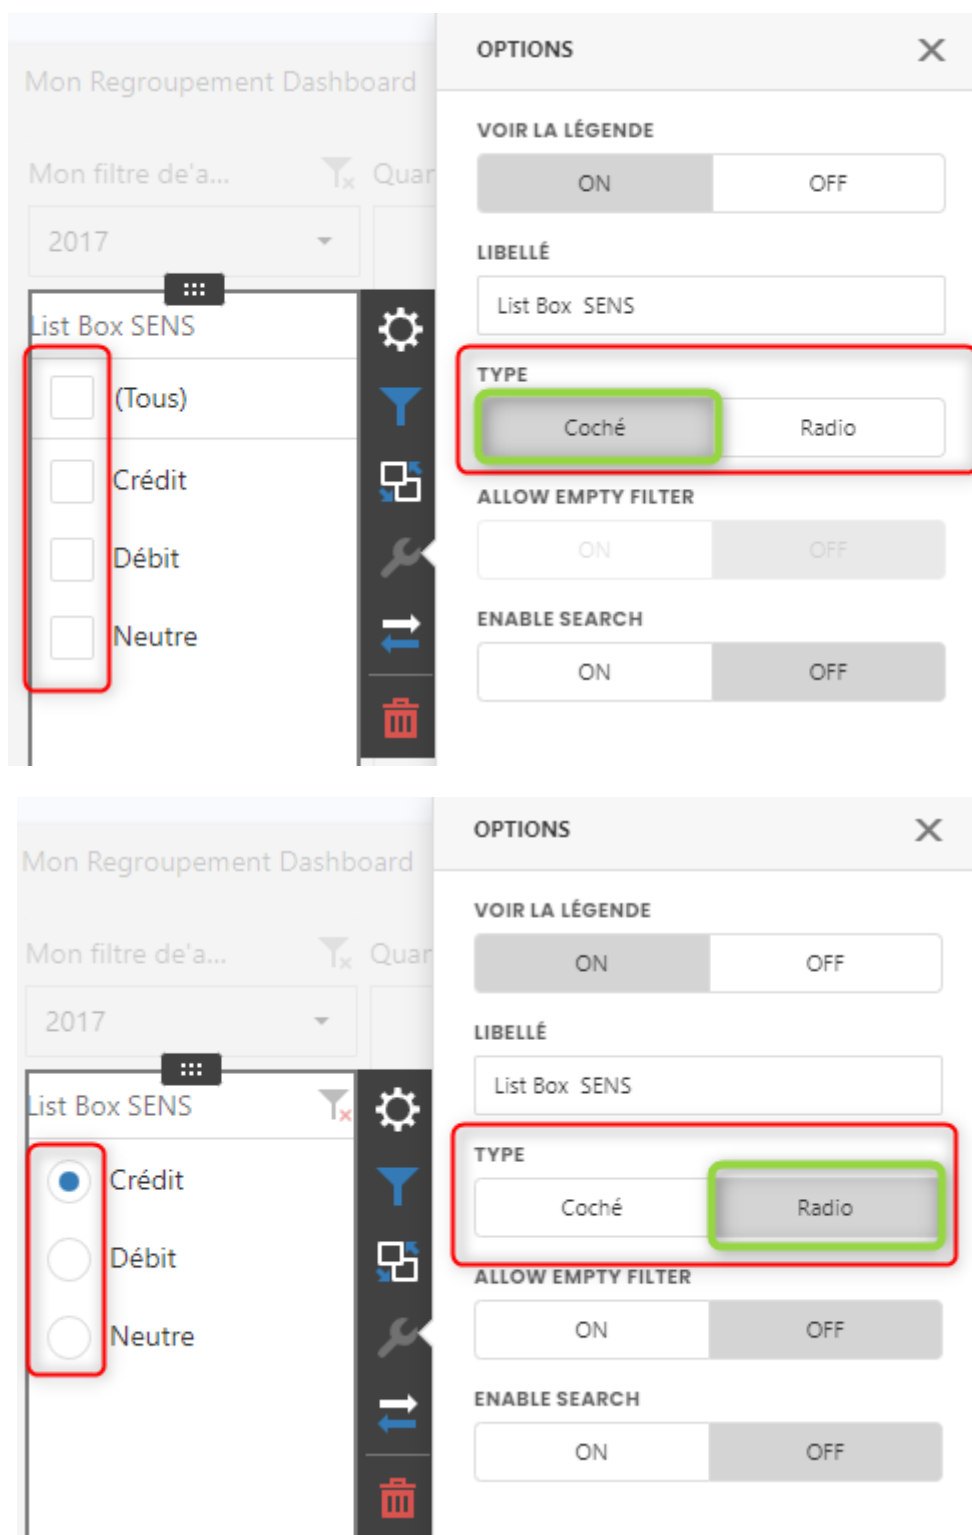 OPTIONS
Mon Regroupement Dashboard
VOIR LA LÉGENDE
Mon filtre de'a...
Quar
ON OFF
2017
LIBELLÉ
List Box SENS
List Box SENS
TYPE
(Tous)
Coché Radio
Crédit
ALLOW EMPTY FILTER
Débit
ON OFF
ENABLE SEARCH
Neutre
ON OFF
OPTIONS
Mon Regroupement Dashboard
VOIR LA LÉGENDE
Mon filtre de'a...
Quar
ON OFF
2017
LIBELLÉ
List Box SENS
List Box SENS
TYPE
Crédit
Coché Radio
Débit
ALLOW EMPTY FILTER
Neutre
ON OFF
ENABLE SEARCH
ON OFF